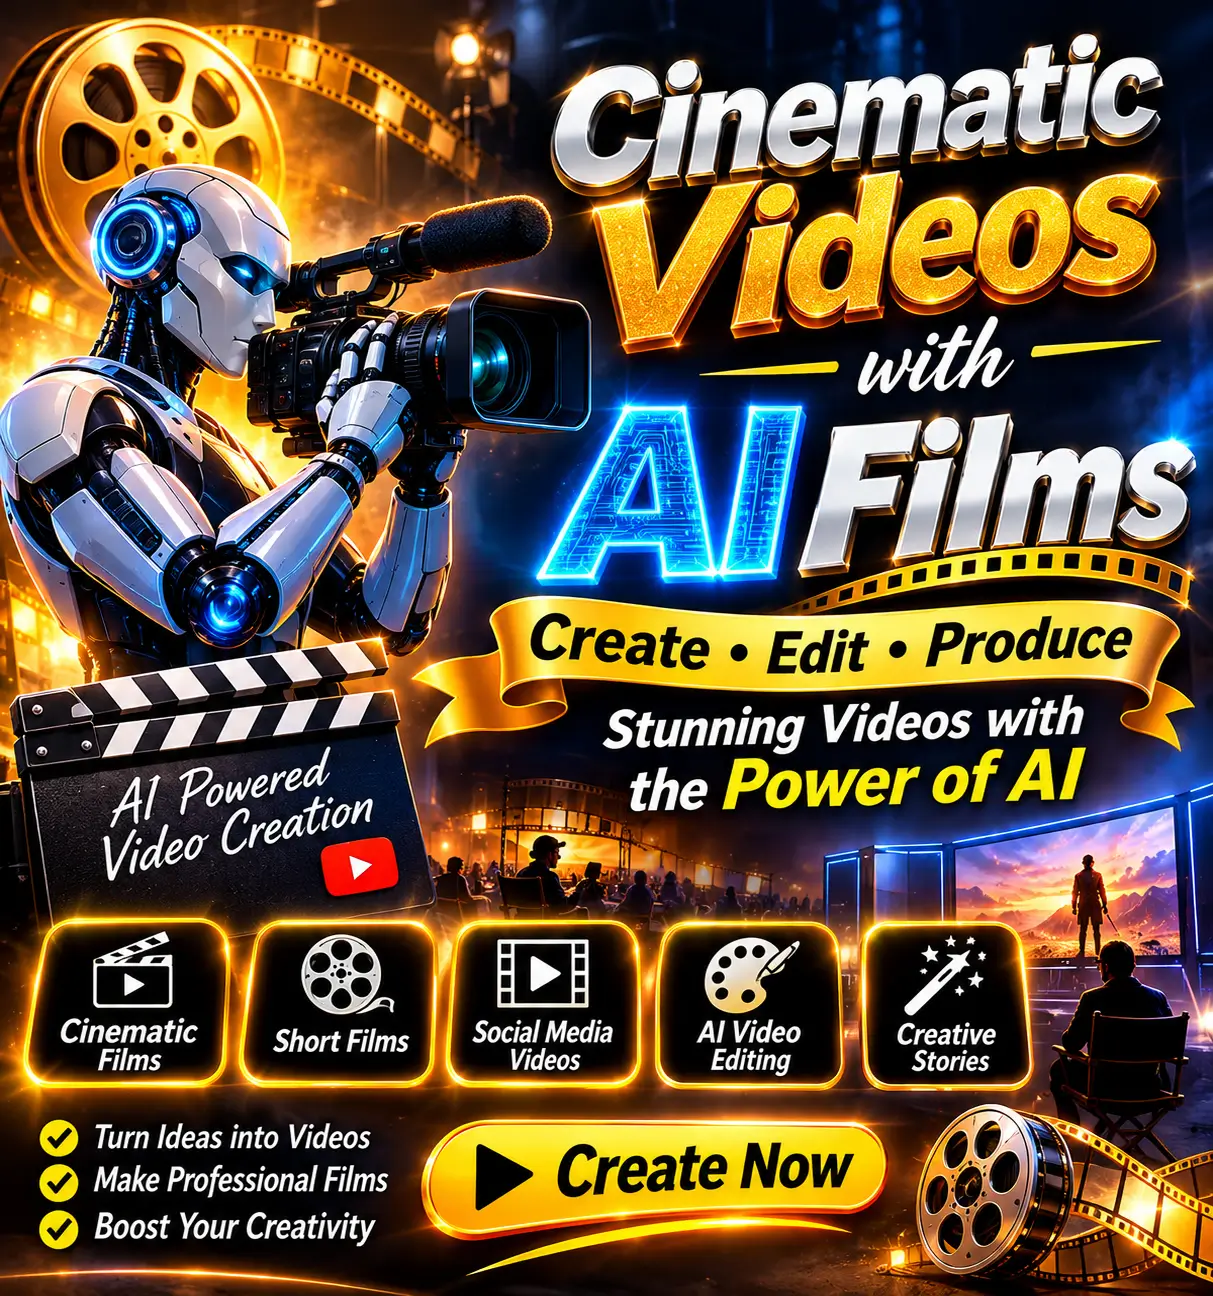 Cinematic
Videos
with
AI Films
Create • Edit • Produce
Stunning Videos with
the Power of AI
AI Powered
Video Creation
Cinematic
Films
Short Films
Social Media
Videos
AI Video
Editing
Creative
Stories
Turn Ideas into Videos
Make Professional Films
Boost Your Creativity
Create Now